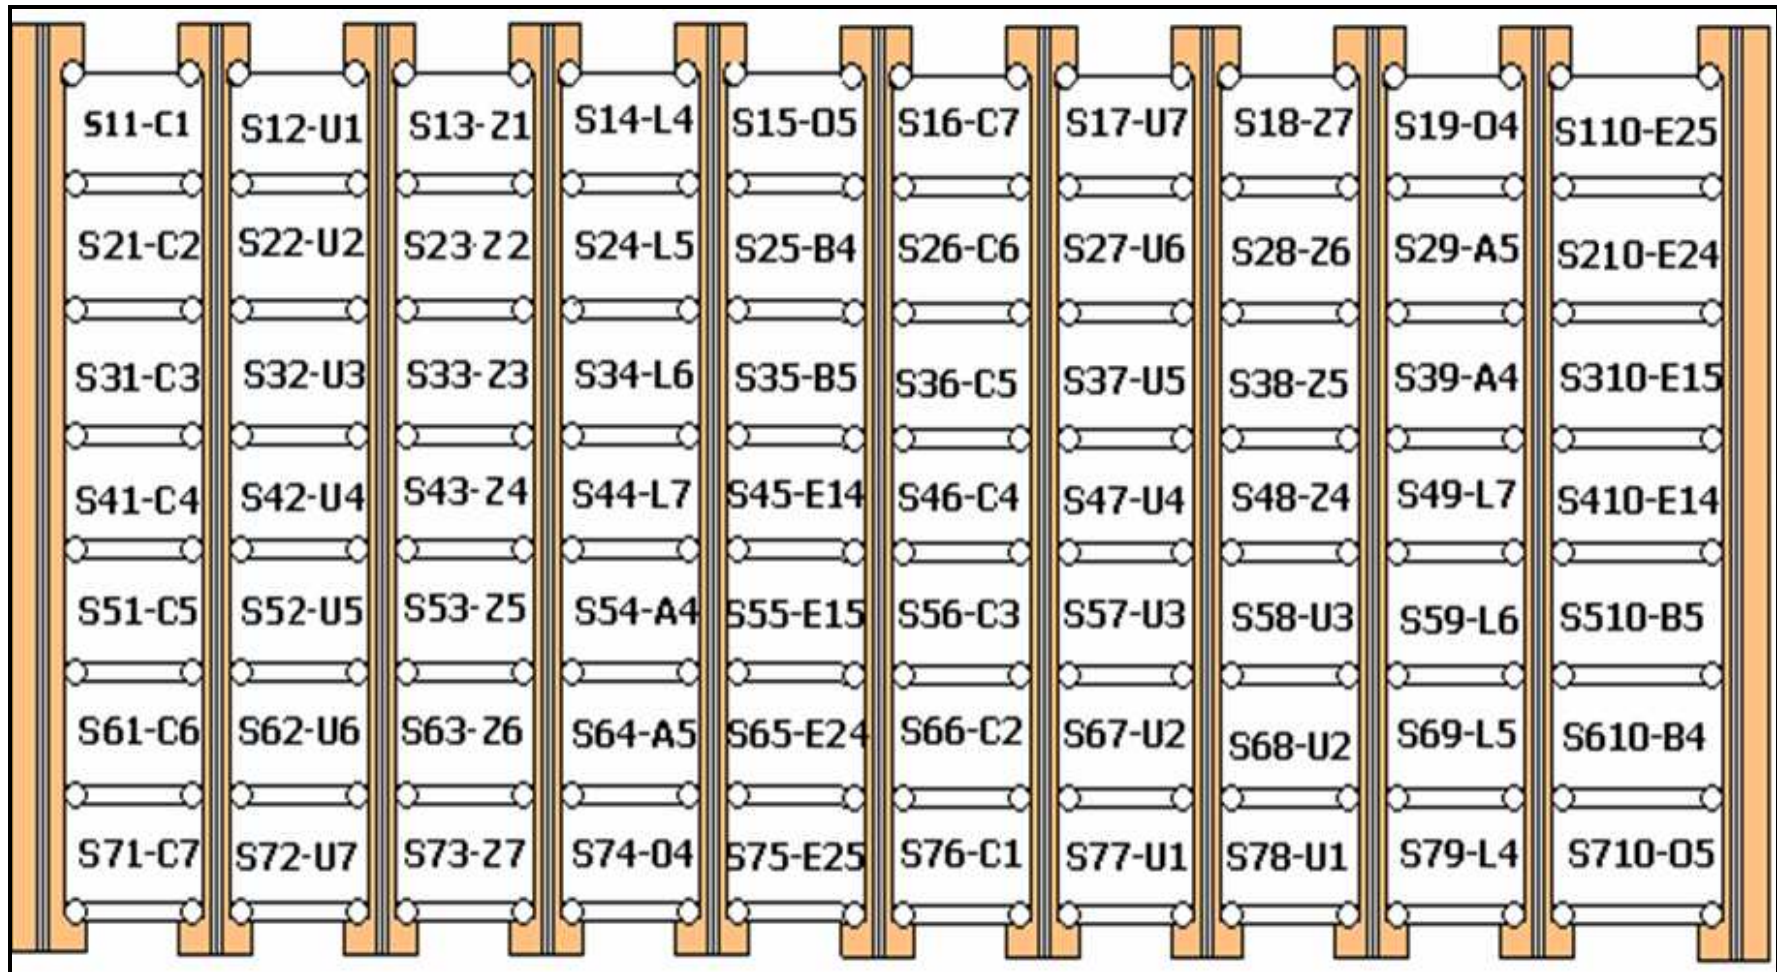 S11-C1 S12-U1 S13-Z1 S14-L4 S15-O5 S16-C7 S17-U7 S18-Z7 S19-O4 S110-E25
S21-C2 S22-U2 S23-Z2 S24-L5 S25-B4 S26-C6 S27-U6 S28-Z6 S29-A5 S210-E24
S31-C3 S32-U3 S33-Z3 S34-L6 S35-B5 S36-C5 S37-U5 S38-Z5 S39-A4 S310-E15
S41-C4 S42-U4 S43-Z4 S44-L7 S45-E14 S46-C4 S47-U4 S48-Z4 S49-L7 S410-E14
S51-C5 S52-U5 S53-Z5 S54-A4 S55-E15 S56-C3 S57-U3 S58-U3 S59-L6 S510-B5
S61-C6 S62-U6 S63-Z6 S64-A5 S65-E24 S66-C2 S67-U2 S68-U2 S69-L5 S610-B4
S71-C7 S72-U7 S73-Z7 S74-O4 S75-E25 S76-C1 S77-U1 S78-U1 S79-L4 S710-O5